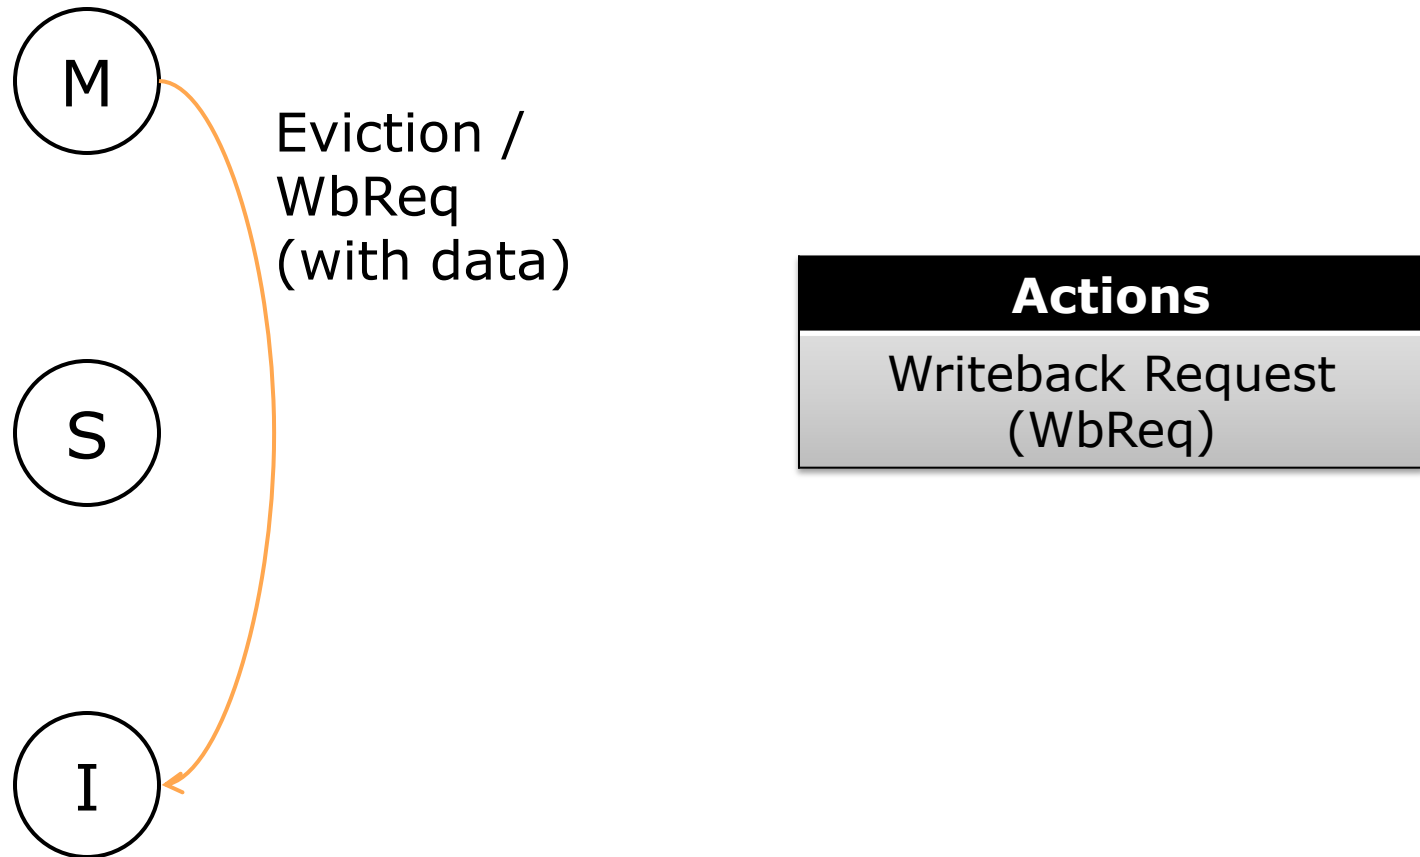 M
Eviction /
WbReq
(with data)
S
I
Actions
Writeback Request
(WbReq)